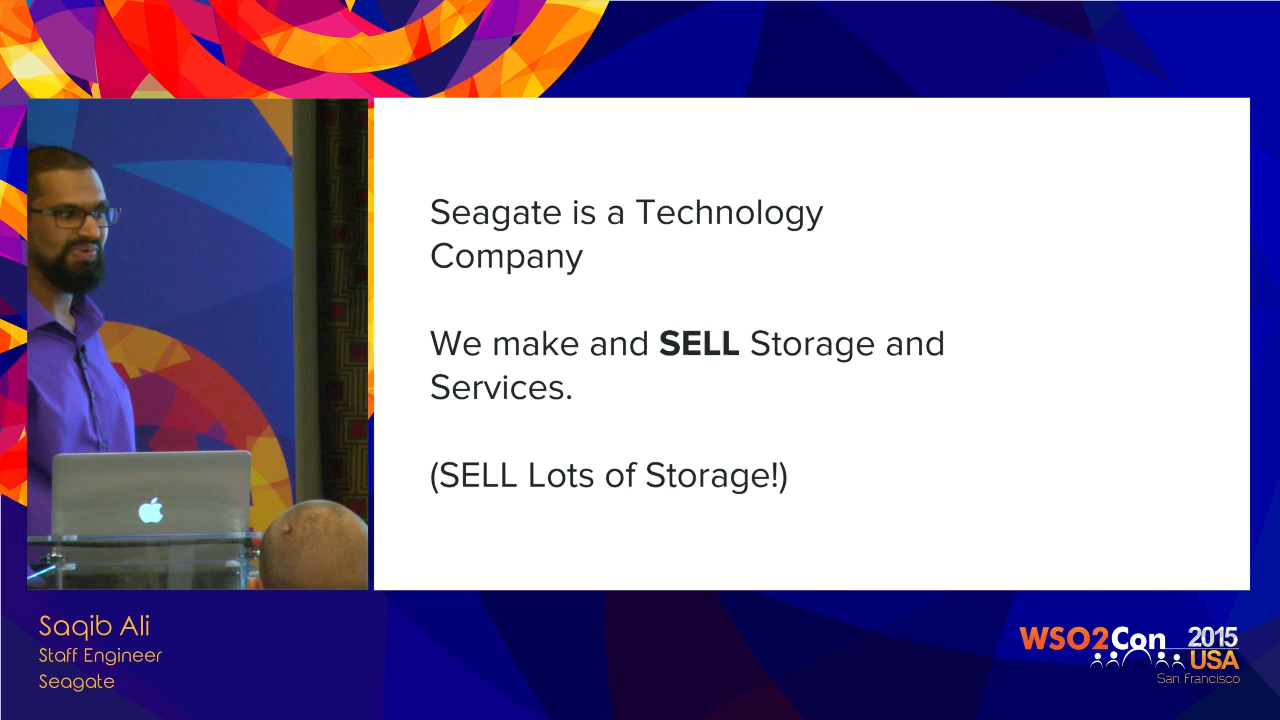 Seagate is a Technology
Company
We make and SELL Storage and
Services.
(SELL Lots of Storage!)
Saqib Ali
Staff Engineer
Seagate
WSO2Con 2015
USA
San Francisco